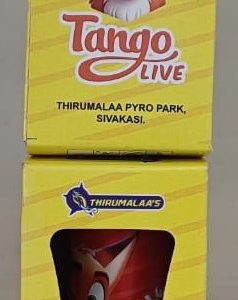 Tango
LIVE
THIRUMALAA PYRO PARK,
SIVAKASI.
THIRUMALAA'S